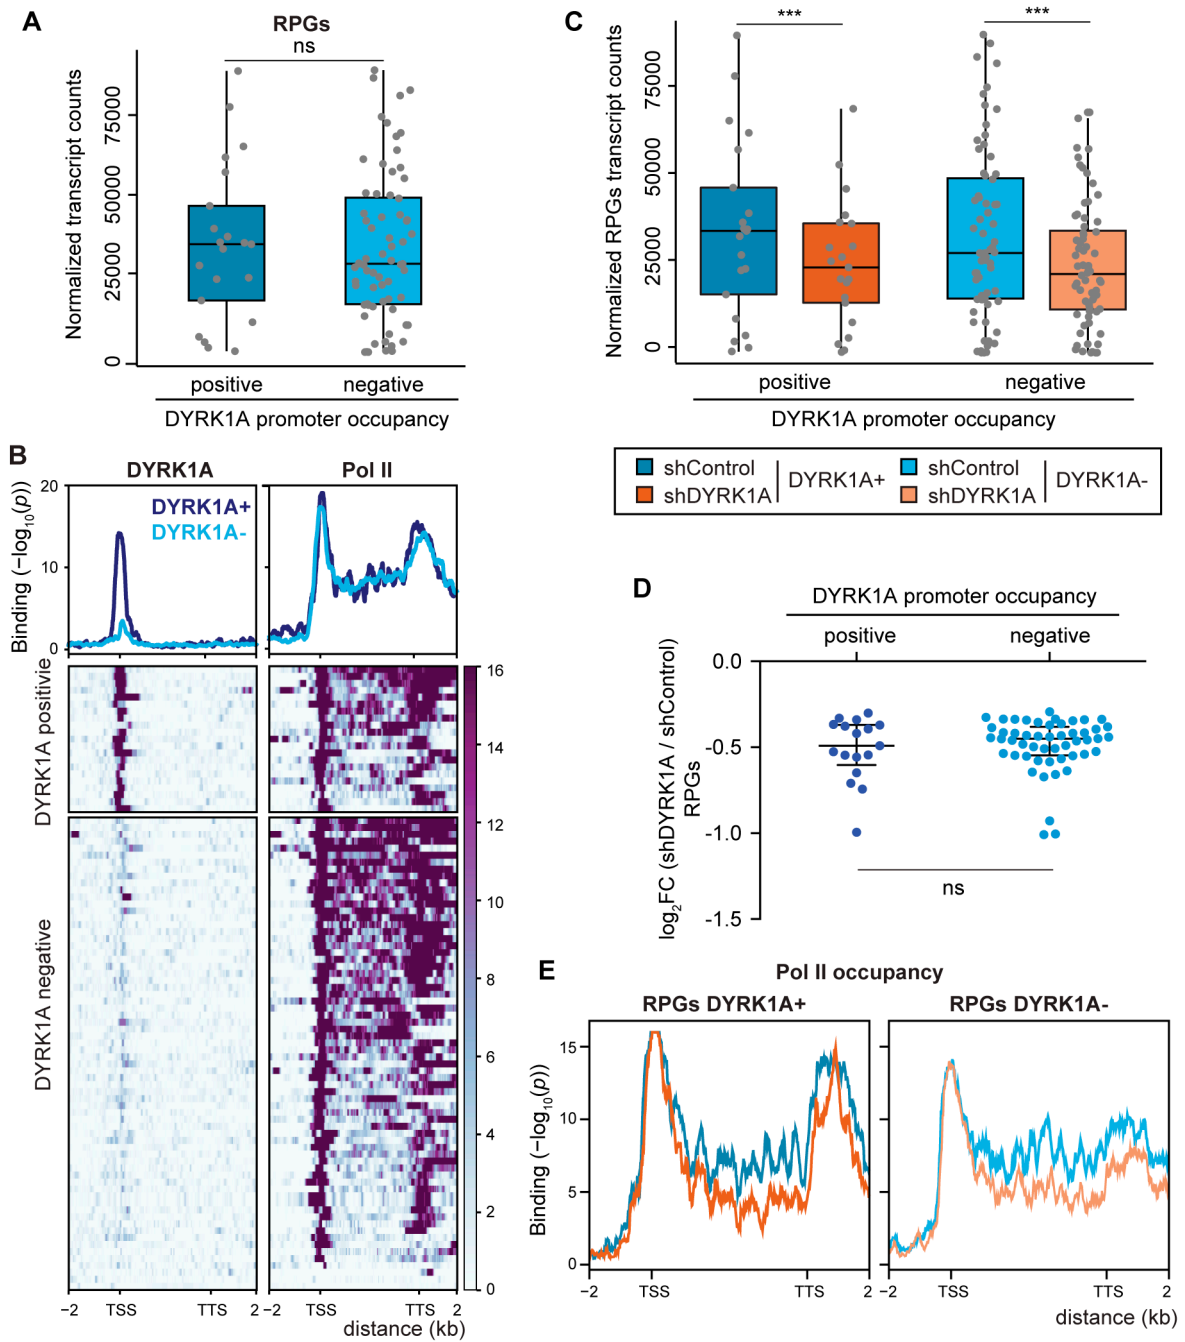 A
RPGs
ns
Normalized transcript counts
75000
50000
25000
0
positive
negative
DYRK1A promoter occupancy
C
***
***
Normalized RPGs transcript counts
75000
50000
25000
0
positive
negative
DYRK1A promoter occupancy
shControl
shDYRK1A
DYRK1A+
shControl
shDYRK1A
DYRK1A-
B
DYRK1A
Pol II
20
10
0
Binding (−log10(p))
DYRK1A+
DYRK1A-
DYRK1A positivie
DYRK1A negative
16
14
12
10
8
6
4
2
0
−2
TSS
TTS
2
−2
TSS
TTS
2
distance (kb)
D
DYRK1A promoter occupancy
positive
negative
0.0
-0.5
-1.0
-1.5
log2FC (shDYRK1A / shControl)
RPGs
ns
E
Pol II occupancy
RPGs DYRK1A+
RPGs DYRK1A-
Binding (−log10(p))
15
10
5
0
−2
TSS
TTS
2
−2
TSS
TTS
2
distance (kb)